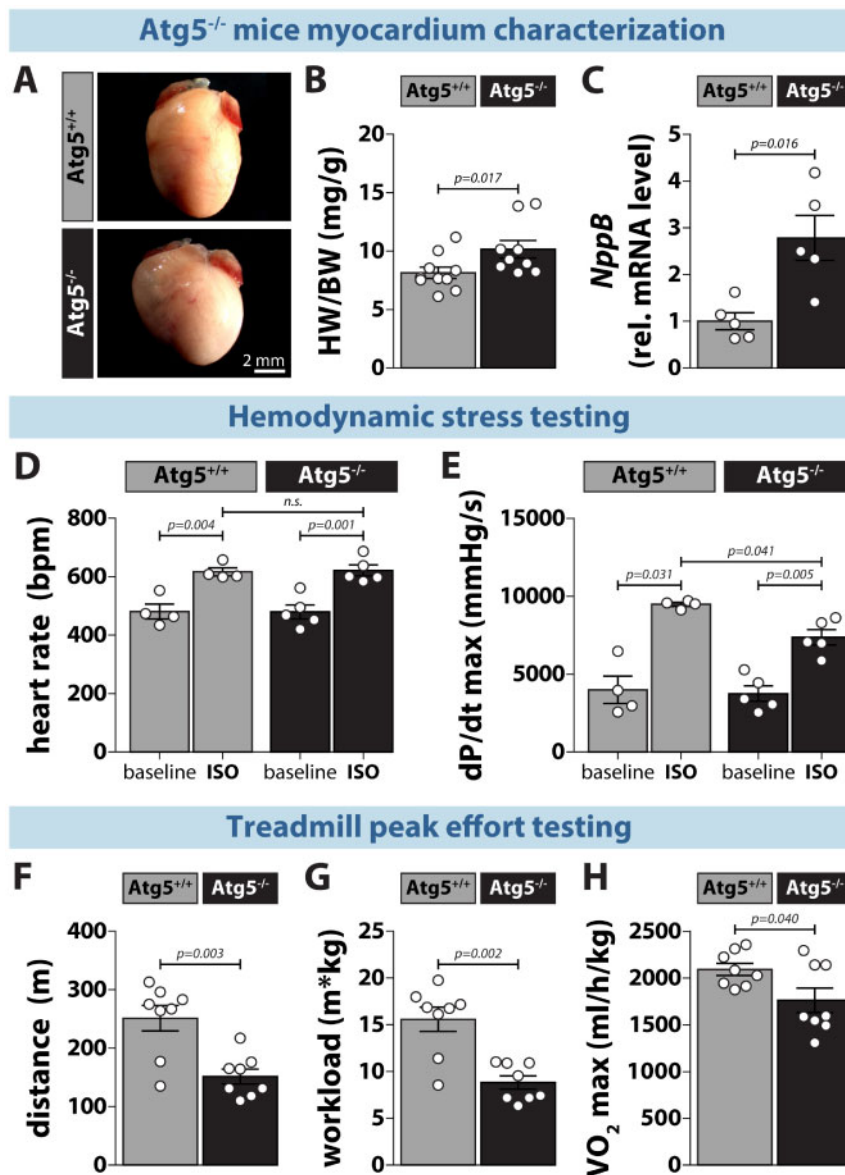 Atg5-/- mice myocardium characterization
A
Atg5+/+
Atg5-/-
2 mm
B
Atg5+/+ Atg5-/-
HW/BW (mg/g)
20
15
10
5
0
p=0.017
C
Atg5+/+ Atg5-/-
NppB
(rel. mRNA level)
5
4
3
2
1
0
p=0.016
Hemodynamic stress testing
D
Atg5+/+ Atg5-/-
heart rate (bpm)
800
600
400
200
0
n.s.
p=0.004 p=0.001
baseline ISO baseline ISO
E
Atg5+/+ Atg5-/-
dP/dt max (mmHg/s)
15000
10000
5000
0
p=0.041
p=0.031 p=0.005
baseline ISO baseline ISO
Treadmill peak effort testing
F
Atg5+/+ Atg5-/-
distance (m)
400
300
200
100
0
p=0.003
G
Atg5+/+ Atg5-/-
workload (m*kg)
25
20
15
10
5
0
p=0.002
H
Atg5+/+ Atg5-/-
VO2 max (ml/h/kg)
2500
2000
1500
1000
500
0
p=0.040